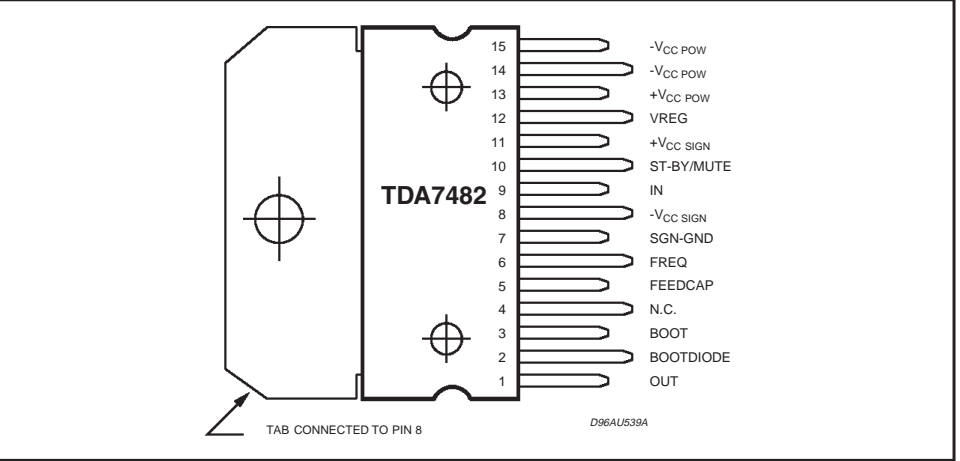 15 -VCC POW
14 -VCC POW
13 +VCC POW
12 VREG
11 +VCC SIGN
10 ST-BY/MUTE
TDA7482
9 IN
8 -VCC SIGN
7 SGN-GND
6 FREQ
5 FEEDCAP
4 N.C.
3 BOOT
2 BOOTDIODE
1 OUT
D96AU539A
TAB CONNECTED TO PIN 8